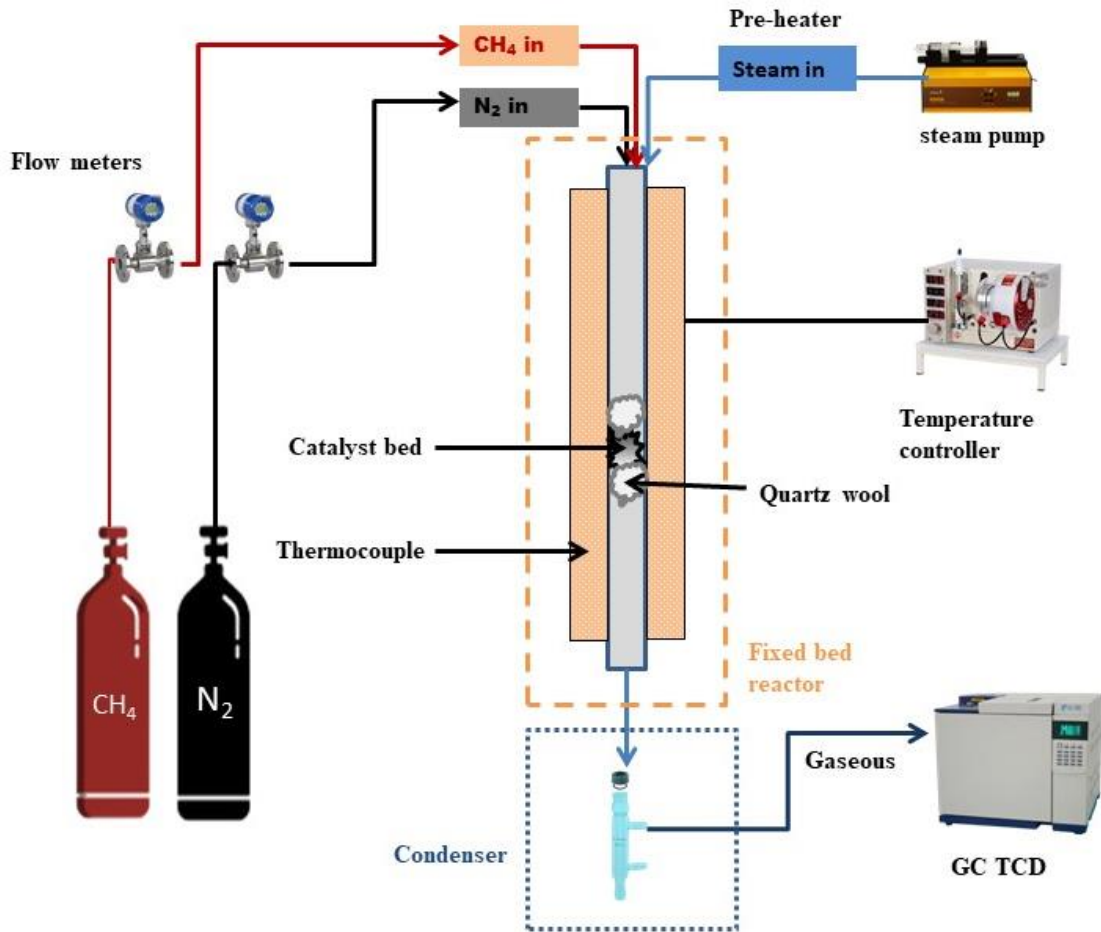 Pre-heater
CH₄ in
Steam in
N₂ in
steam pump
Flow meters
Temperature
controller
Catalyst bed
Quartz wool
Thermocouple
Fixed bed
reactor
CH₄
N₂
Gaseous
Condenser
GC TCD